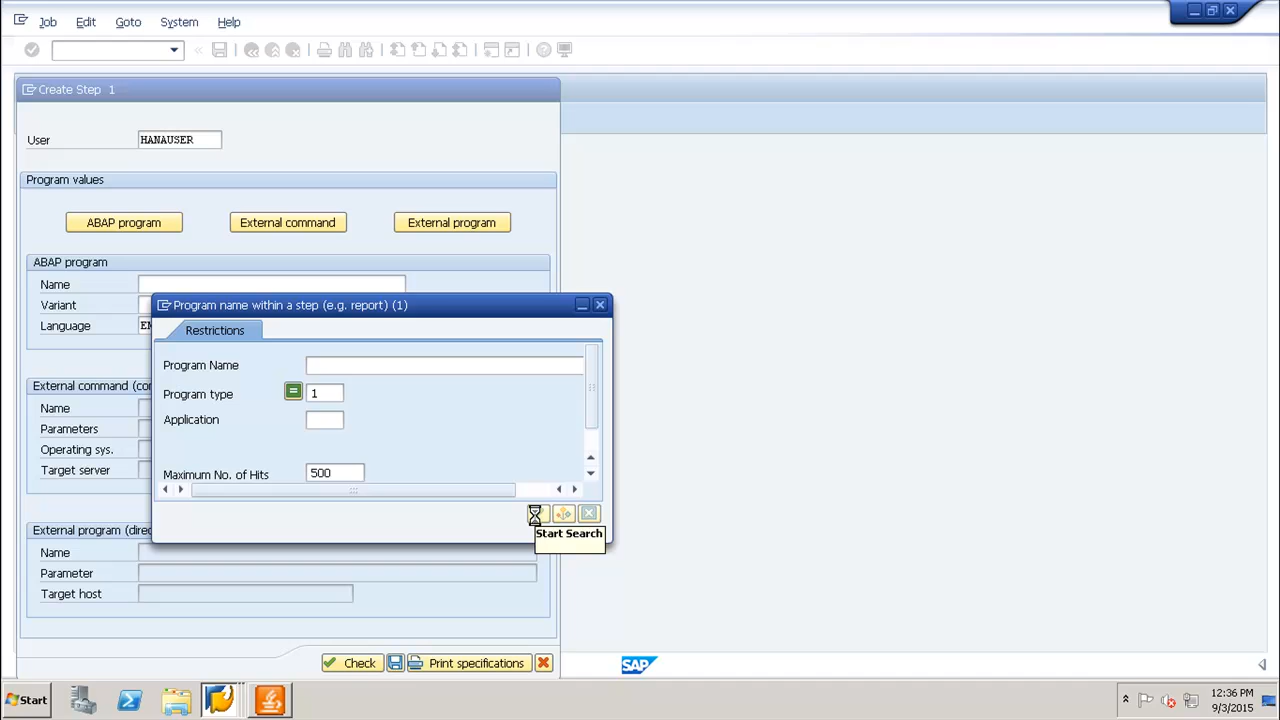 Job Edit Goto System Help
Create Step 1
User HANAUSER
Program values
ABAP program External command External program
ABAP program
Name
Variant
Language
Program name within a step (e.g. report) (1)
Restrictions
Program Name
Program type = 1
Application
Maximum No. of Hits 500
Start Search
External command (co
Name
Parameters
Operating sys.
Target server
External program (direc
Name
Parameter
Target host
Check Print specifications
SAP
Start
12:36 PM
9/3/2015